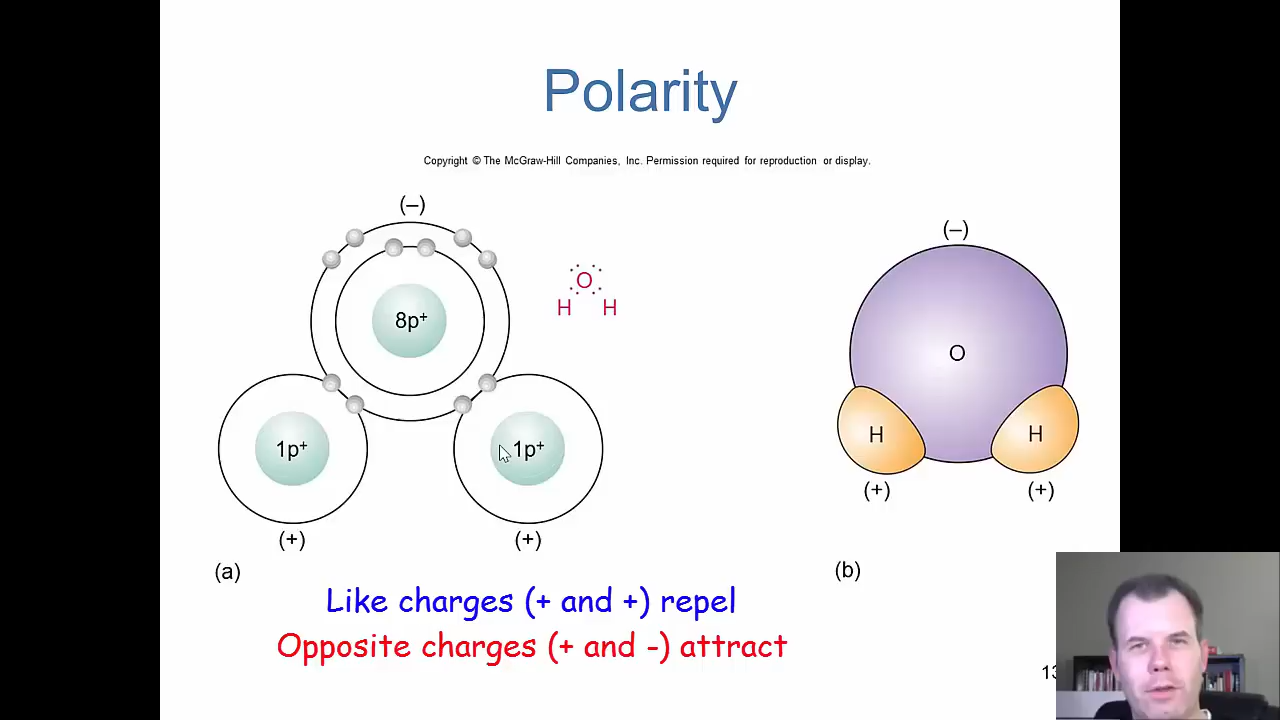 Polarity
Copyright © The McGraw-Hill Companies, Inc. Permission required for reproduction or display.
(–)
8p+
1p+
1p+
(+)
(+)
(a)
O
H H
(–)
O
H
H
(+)
(+)
(b)
Like charges (+ and +) repel
Opposite charges (+ and -) attract